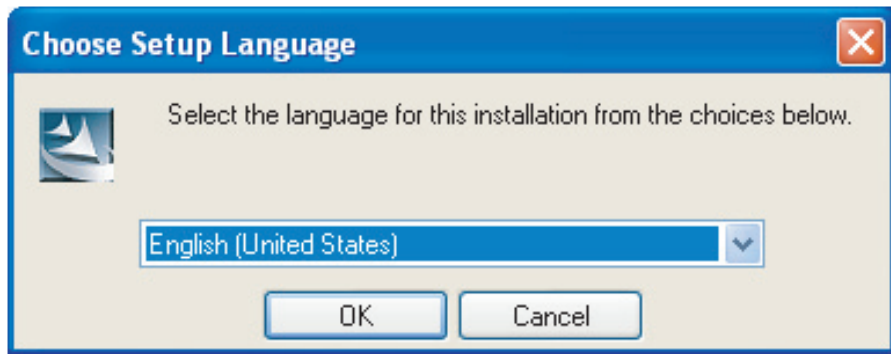 Choose Setup Language
Select the language for this installation from the choices below.
English (United States)
OK
Cancel